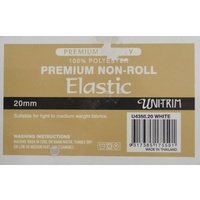 PREMIUM
100% POLYESTER
PREMIUM NON-ROLL
Elastic
20mm
UNITRIM
Suitable for light to medium weight fabrics.
U4350.20 WHITE
WASHING INSTRUCTIONS
MADE IN THAILAND